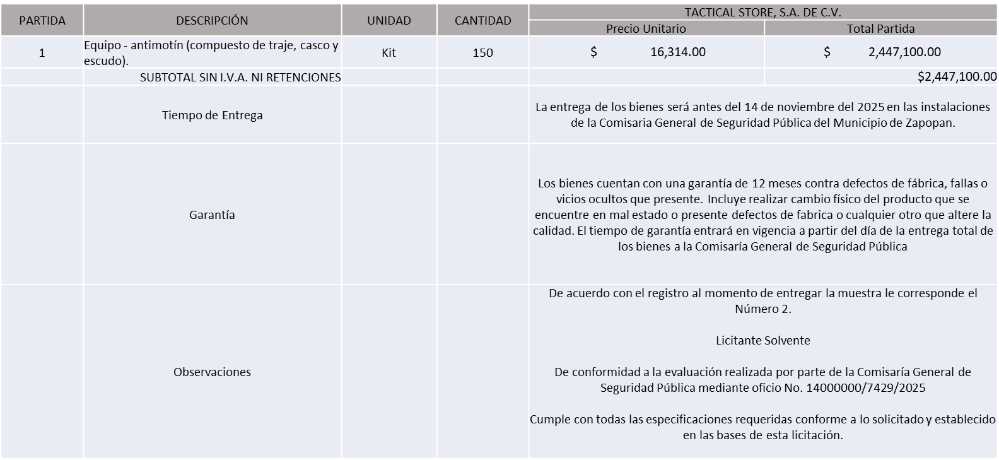 PARTIDA DESCRIPCIÓN UNIDAD CANTIDAD TACTICAL STORE, S.A. DE C.V.
Precio Unitario Total Partida
1 Equipo - antimotín (compuesto de traje, casco y
escudo). Kit 150 $ 16,314.00 $ 2,447,100.00
SUBTOTAL SIN I.V.A. NI RETENCIONES $2,447,100.00
Tiempo de Entrega
La entrega de los bienes será antes del 14 de noviembre del 2025 en las instalaciones
de la Comisaria General de Seguridad Pública del Municipio de Zapopan.
Garantía
Los bienes cuentan con una garantía de 12 meses contra defectos de fábrica, fallas o
vicios ocultos que presente. Incluye realizar cambio físico del producto que se
encuentre en mal estado o presente defectos de fabrica o cualquier otro que altere la
calidad. El tiempo de garantía entrará en vigencia a partir del día de la entrega total de
los bienes a la Comisaría General de Seguridad Pública
Observaciones
De acuerdo con el registro al momento de entregar la muestra le corresponde el
Número 2.
Licitante Solvente
De conformidad a la evaluación realizada por parte de la Comisaría General de
Seguridad Pública mediante oficio No. 14000000/7429/2025
Cumple con todas las especificaciones requeridas conforme a lo solicitado y establecido
en las bases de esta licitación.